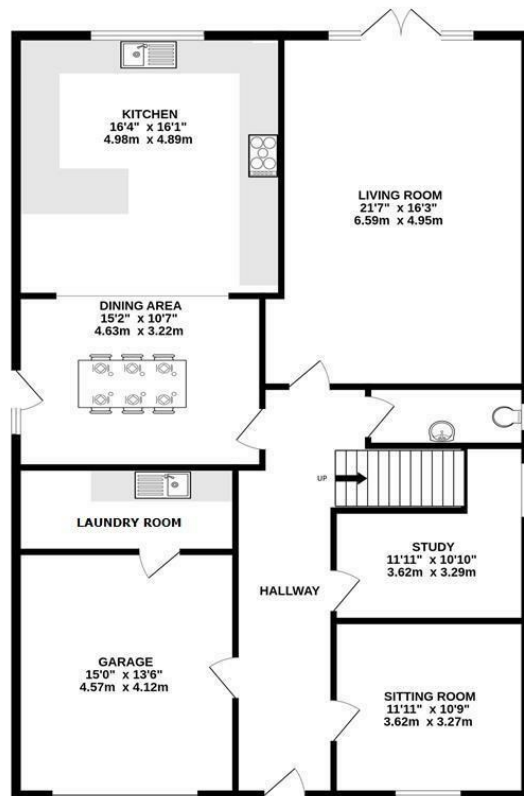 KITCHEN
16'4" x 16'1"
4.98m x 4.89m
LIVING ROOM
21'7" x 16'3"
6.59m x 4.95m
DINING AREA
15'2" x 10'7"
4.63m x 3.22m
UP
LAUNDRY ROOM
STUDY
11'11" x 10'10"
3.62m x 3.29m
HALLWAY
GARAGE
15'0" x 13'6"
4.57m x 4.12m
SITTING ROOM
11'11" x 10'9"
3.62m x 3.27m